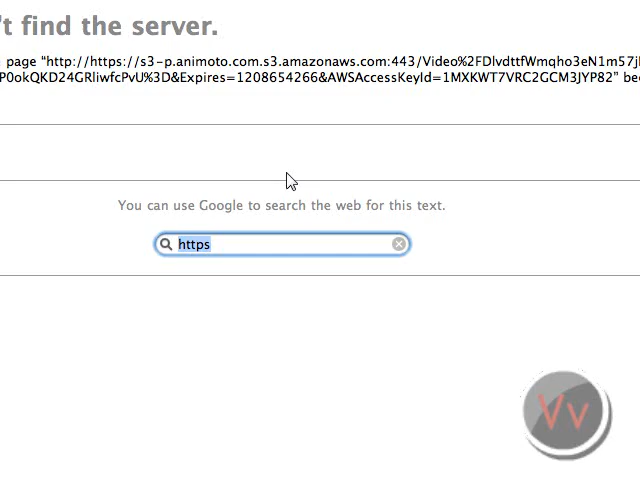 't find the server.
page “http://https://s3-p.animoto.com.s3.amazonaws.com:443/Video%2FDlvdttfWmqho3eN1m57j
P0okQKD24GRliwfcPvU%3D&Expires=1208654266&AWSAccessKeyId=1MXKWT7VRC2GCM3JYP82” be
You can use Google to search the web for this text.
https
Vv